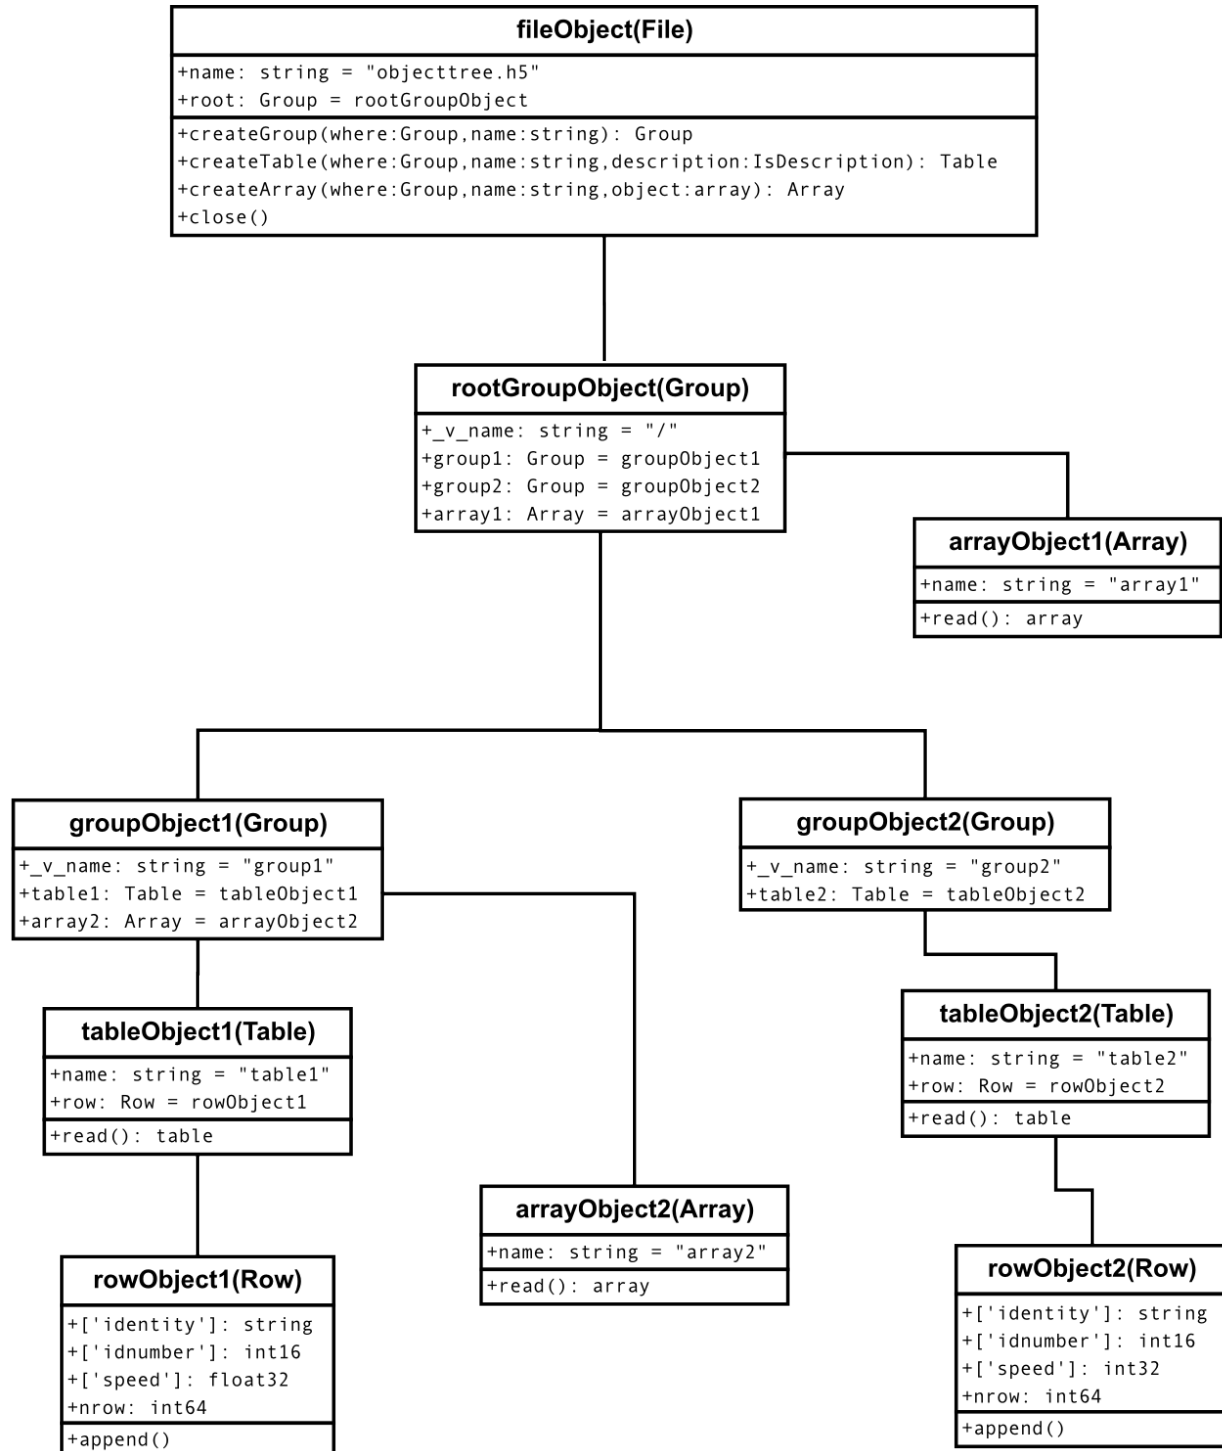 fileObject(File)
+name: string = "objecttree.h5"
+root: Group = rootGroupObject
+createGroup(where:Group,name:string): Group
+createTable(where:Group,name:string,description:IsDescription): Table
+createArray(where:Group,name:string,object:array): Array
+close()
rootGroupObject(Group)
+_v_name: string = "/"
+group1: Group = groupObject1
+group2: Group = groupObject2
+array1: Array = arrayObject1
arrayObject1(Array)
+name: string = "array1"
+read(): array
groupObject1(Group)
+_v_name: string = "group1"
+table1: Table = tableObject1
+array2: Array = arrayObject2
groupObject2(Group)
+_v_name: string = "group2"
+table2: Table = tableObject2
tableObject1(Table)
+name: string = "table1"
+row: Row = rowObject1
+read(): table
tableObject2(Table)
+name: string = "table2"
+row: Row = rowObject2
+read(): table
arrayObject2(Array)
+name: string = "array2"
+read(): array
rowObject1(Row)
+['identity']: string
+['idnumber']: int16
+['speed']: float32
+nrow: int64
+append()
rowObject2(Row)
+['identity']: string
+['idnumber']: int16
+['speed']: int32
+nrow: int64
+append()